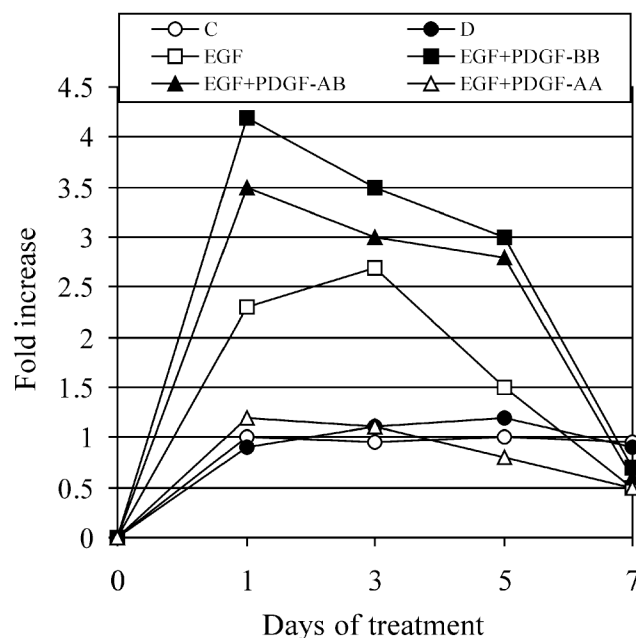 C D
EGF EGF+PDGF-BB
EGF+PDGF-AB EGF+PDGF-AA
4.5
4
3.5
3
2.5
2
1.5
1
0.5
0
Fold increase
0 1 3 5 7
Days of treatment